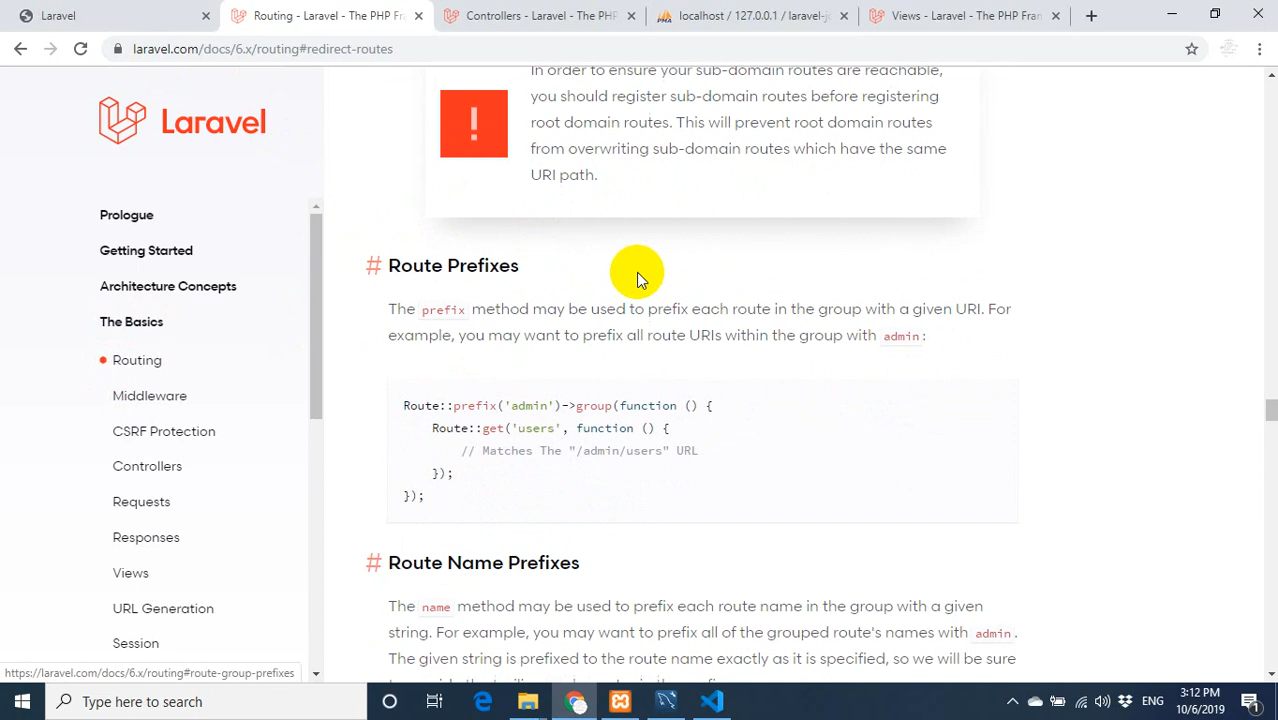 Laravel
Routing - Laravel - The PHP Fra
Controllers - Laravel - The PHP
localhost / 127.0.0.1 / laravel-jo
Views - Laravel - The PHP Fran
laravel.com/docs/6.x/routing#redirect-routes
Laravel
Prologue
Getting Started
Architecture Concepts
The Basics
Routing
Middleware
CSRF Protection
Controllers
Requests
Responses
Views
URL Generation
Session
In order to ensure your sub-domain routes are reachable,
you should register sub-domain routes before registering
root domain routes. This will prevent root domain routes
from overwriting sub-domain routes which have the same
URI path.
# Route Prefixes
The prefix method may be used to prefix each route in the group with a given URI. For
example, you may want to prefix all route URIs within the group with admin:
Route::prefix('admin')->group(function () {
Route::get('users', function () {
// Matches The "/admin/users" URL
});
});
# Route Name Prefixes
The name method may be used to prefix each route name in the group with a given
string. For example, you may want to prefix all of the grouped route's names with admin.
The given string is prefixed to the route name exactly as it is specified, so we will be sure
https://laravel.com/docs/6.x/routing#route-group-prefixes
Type here to search
ENG
3:12 PM
10/6/2019
1